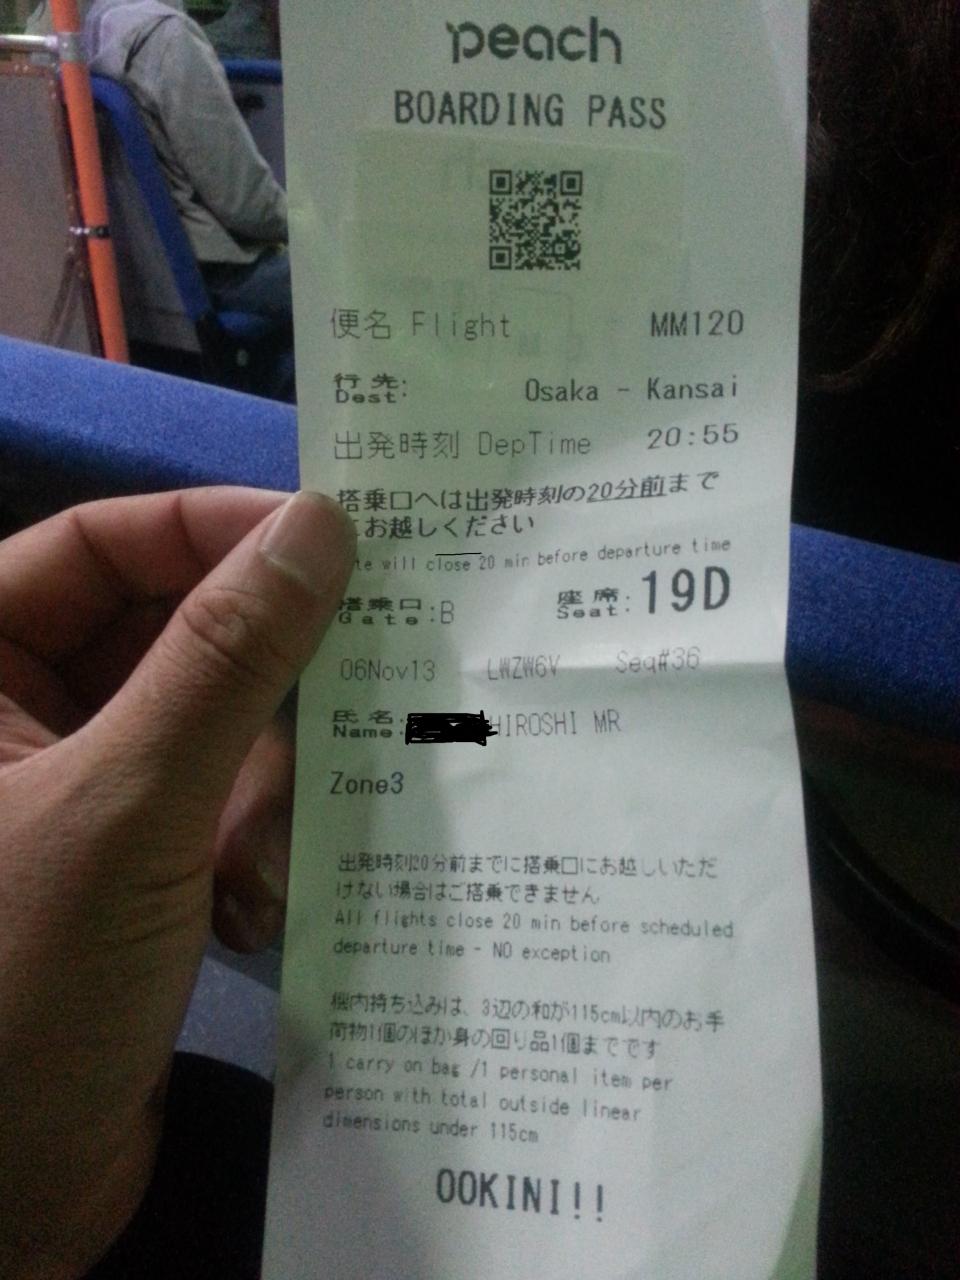 peach
BOARDING PASS
便名 Flight MM120
行先: Dest: Osaka - Kansai
出発時刻 DepTime 20:55
搭乗口へは出発時刻の20分前まで
にお越しください
te will close 20 min before departure time
搭乗口 Gate:B 座席: Seat: 19D
06Nov13 LWZW6V Seq#36
氏名: Name: HIROSHI MR
Zone3
出発時刻20分前までに搭乗口にお越しいただ
けない場合はご搭乗できません
All flights close 20 min before scheduled
departure time - NO exception
機内持ち込みは、3辺の和が115cm以内のお手
荷物1個のほか身の回り品1個までです
1 carry on bag /1 personal item per
person with total outside linear
dimensions under 115cm
OOKINI!!